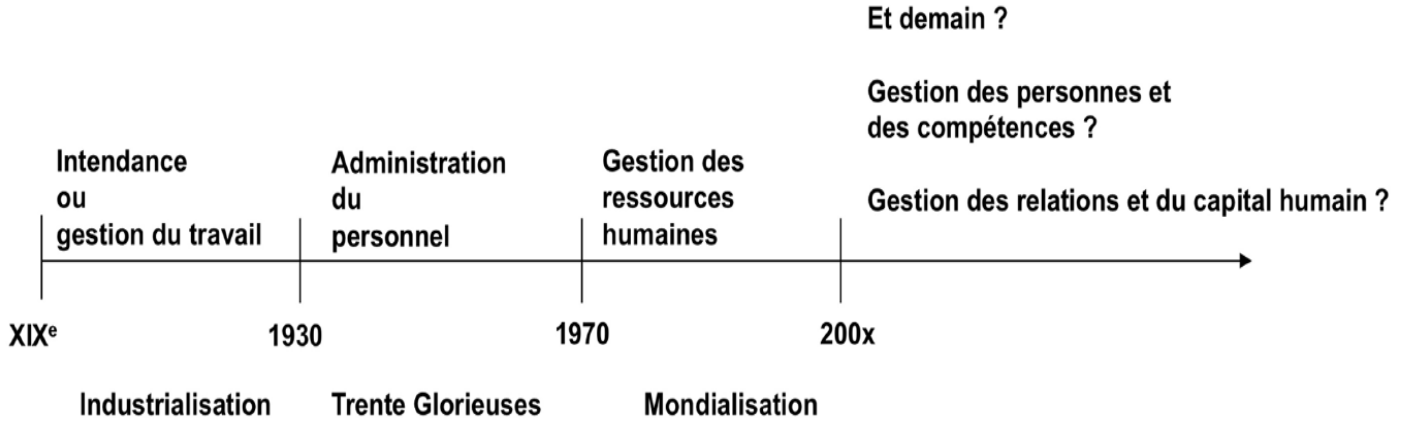 Et demain ?
Gestion des personnes et
des compétences ?
Gestion des relations et du capital humain ?
Intendance
ou
gestion du travail
Administration
du
personnel
Gestion des
ressources
humaines
XIXe
1930
1970
200x
Industrialisation
Trente Glorieuses
Mondialisation